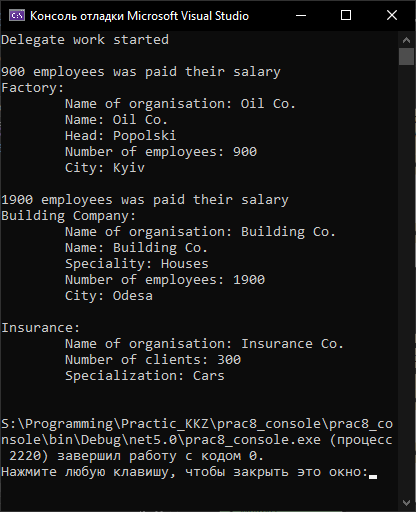 Консоль отладки Microsoft Visual Studio
Delegate work started
900 employees was paid their salary
Factory:
Name of organisation: Oil Co.
Name: Oil Co.
Head: Popolski
Number of employees: 900
City: Kyiv
1900 employees was paid their salary
Building Company:
Name of organisation: Building Co.
Name: Building Co.
Speciality: Houses
Number of employees: 1900
City: Odesa
Insurance:
Name of organisation: Insurance Co.
Number of clients: 300
Specialization: Cars
S:\Programming\Practic_KKZ\prac8_console\prac8_co
nsole\bin\Debug\net5.0\prac8_console.exe (процесс
2220) завершил работу с кодом 0.
Нажмите любую клавишу, чтобы закрыть это окно: